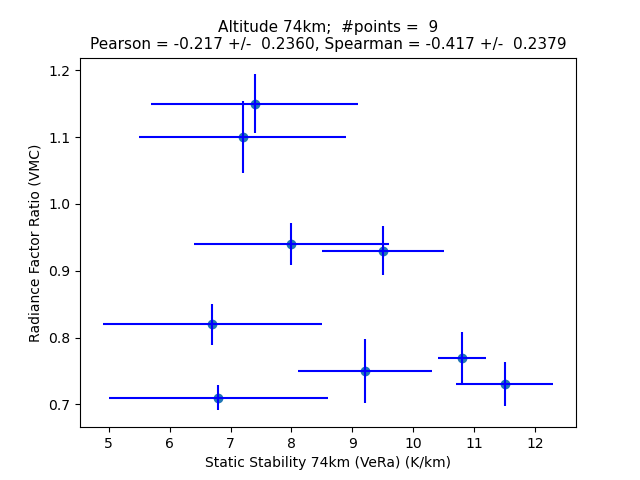 Altitude 74km;  #points =  9
Pearson = -0.217 +/-  0.2360, Spearman = -0.417 +/-  0.2379
1.2
1.1
1.0
0.9
0.8
0.7
Radiance Factor Ratio (VMC)
5 6 7 8 9 10 11 12
Static Stability 74km (VeRa) (K/km)